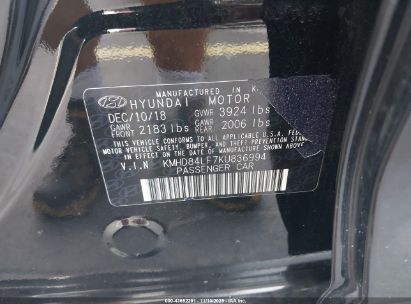 MANUFACTURED IN K
HYUNDAI MOTOR
DEC/10/18 GVWR 3924 lbs
GAWR FRONT 2183 lbs GAWR REAR 2006 lbs
THIS VEHICLE CONFORMS TO ALL APPLICABLE U.S.A. FEDERAL
MOTOR VEHICLE SAFETY, BUMPER, AND THEFT PREVENTION STAN
IN EFFECT ON THE DATE OF MANUFACTURE SHOWN ABOVE.
V.I.N KMHD84LF7KU836994
PASSENGER CAR